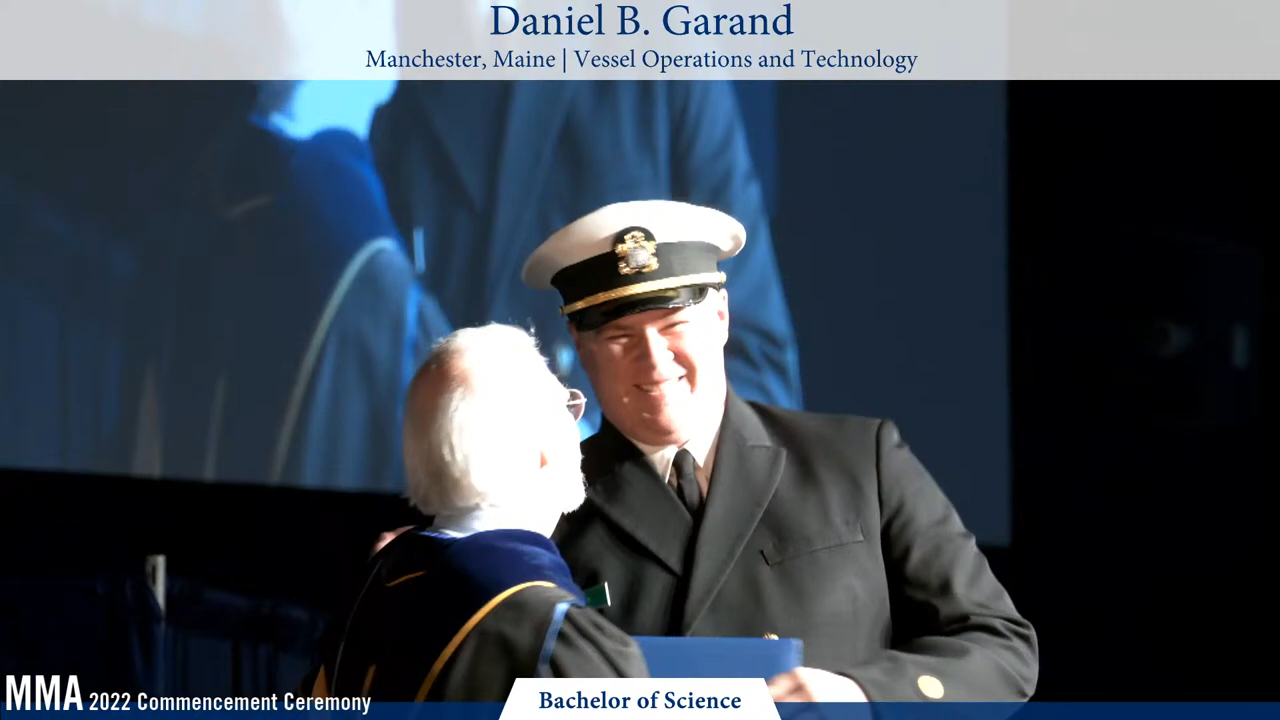 Daniel B. Garand
Manchester, Maine | Vessel Operations and Technology
MMA 2022 Commencement Ceremony
Bachelor of Science